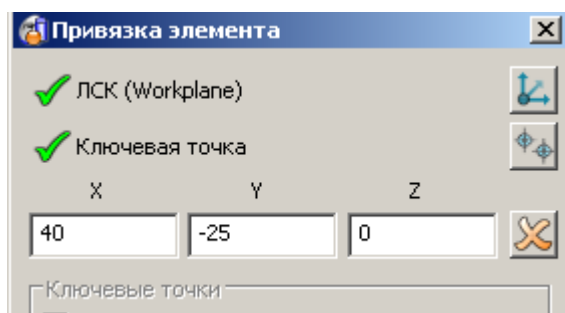 Привязка элемента
ЛСК (Workplane)
Ключевая точка
X Y Z
40 -25 0
Ключевые точки